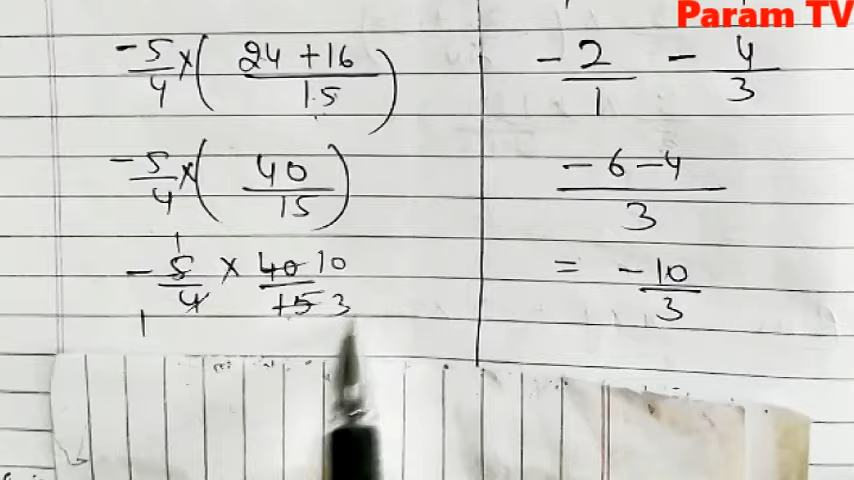 Param TV
-5/4 × ( 24 + 16 / 15 )
-5/4 × ( 40 / 15 )
1
- 5/4 × 40/15 10/3
1
- 2/1 - 4/3
-6-4 / 3
= -10/3